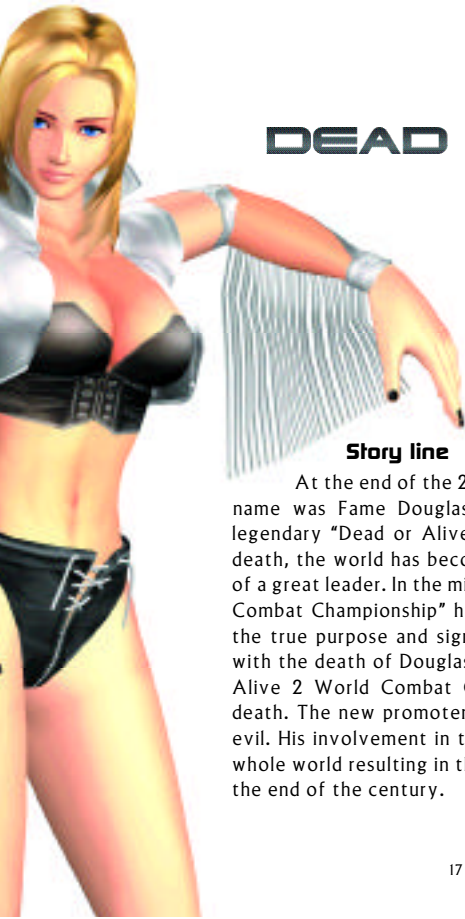 DEAD
Story line
At the end of the 2
name was Fame Douglas
legendary “Dead or Alive
death, the world has beco
of a great leader. In the mi
Combat Championship” h
the true purpose and sign
with the death of Douglas
Alive 2 World Combat C
death. The new promoter
evil. His involvement in t
whole world resulting in th
the end of the century.
17